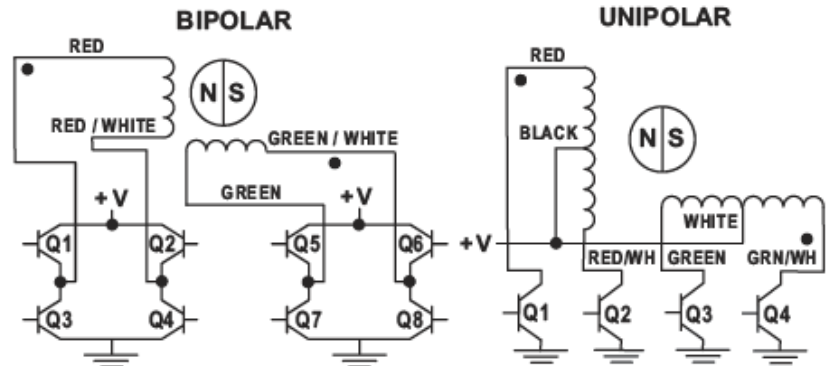 BIPOLAR
RED
N S
RED / WHITE
GREEN / WHITE
GREEN
+V
+V
Q1
Q2
Q5
Q6
Q3
Q4
Q7
Q8
UNIPOLAR
RED
BLACK
N S
WHITE
+V
RED/WH
GREEN
GRN/WH
Q1
Q2
Q3
Q4